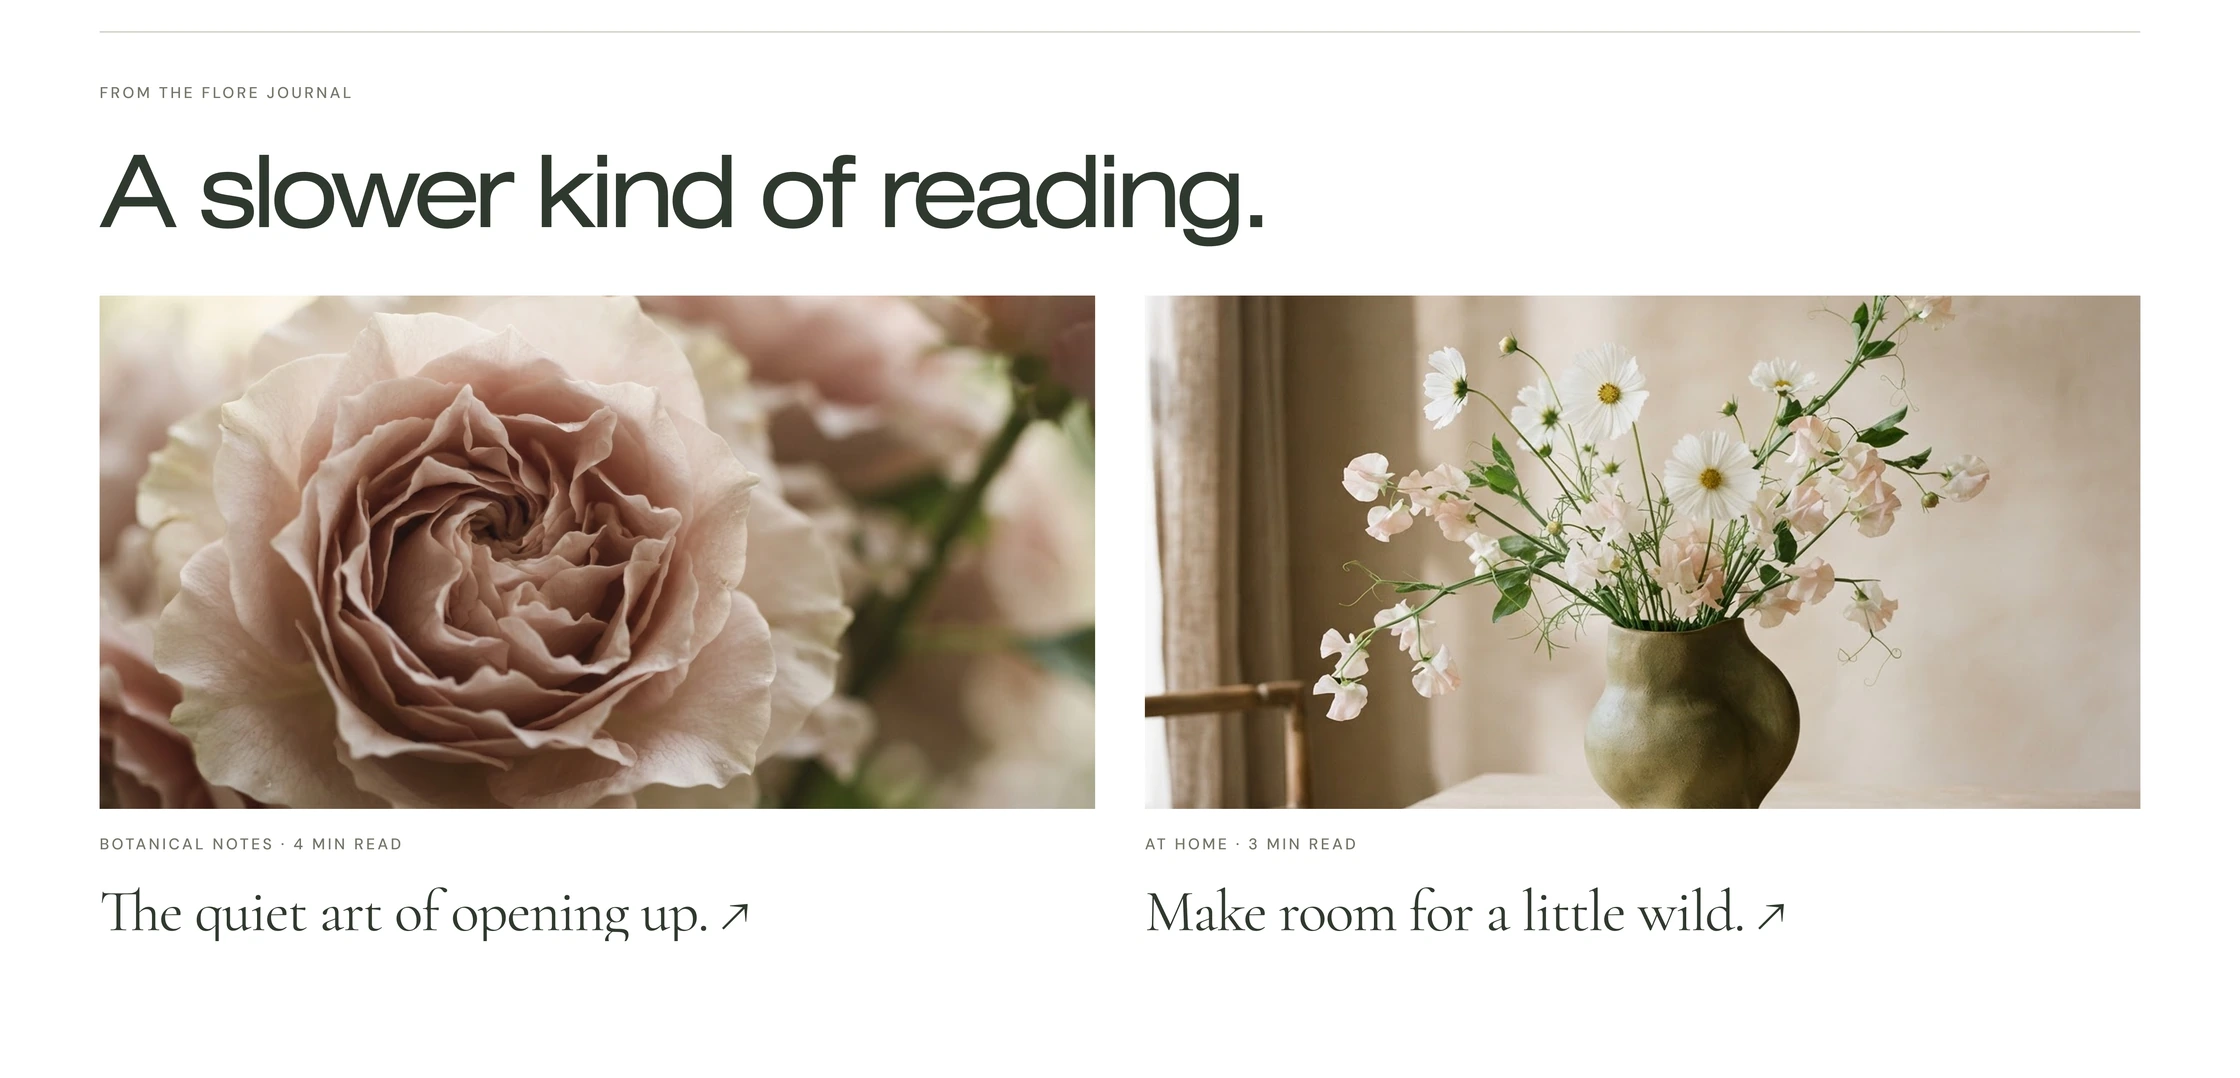 FROM THE FLORE JOURNAL
A slower kind of reading.
BOTANICAL NOTES · 4 MIN READ
The quiet art of opening up. ↗
AT HOME · 3 MIN READ
Make room for a little wild. ↗